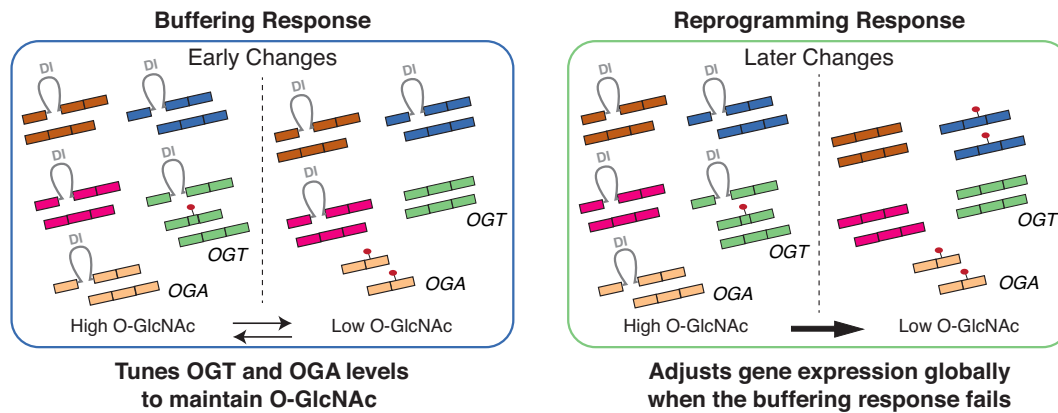 Buffering Response
Early Changes
DI
DI
DI
DI
DI
OGT
OGA
DI
DI
DI
OGT
OGA
High O-GlcNAc
Low O-GlcNAc
Tunes OGT and OGA levels
to maintain O-GlcNAc
Reprogramming Response
Later Changes
DI
DI
DI
DI
DI
OGT
OGA
OGT
OGA
High O-GlcNAc
Low O-GlcNAc
Adjusts gene expression globally
when the buffering response fails